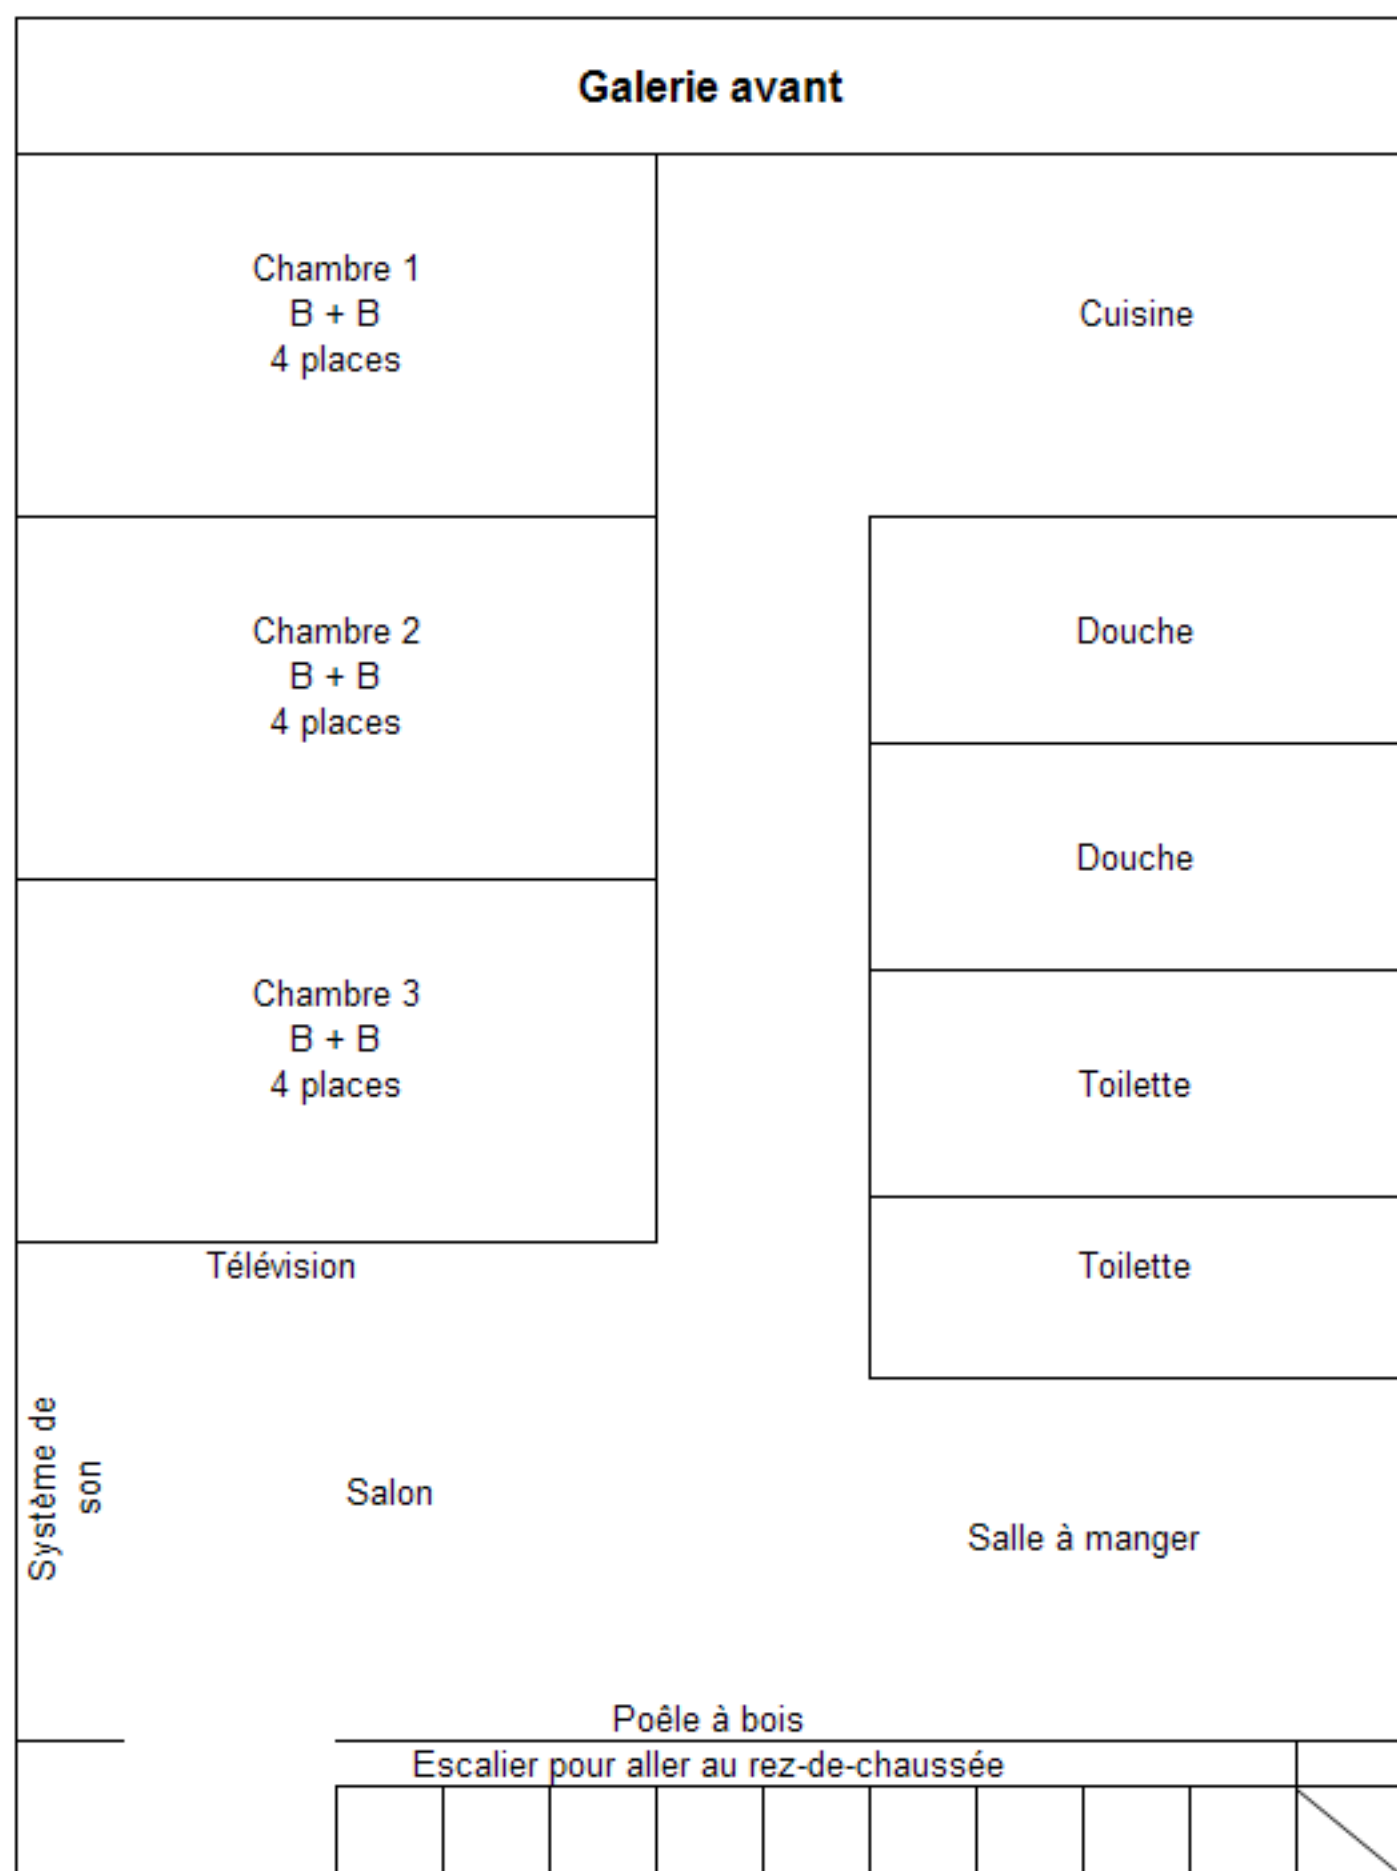 Galerie avant
Chambre 1
B + B
4 places
Cuisine
Chambre 2
B + B
4 places
Douche
Douche
Chambre 3
B + B
4 places
Toilette
Télévision
Toilette
Système de
son
Salon
Salle à manger
Poêle à bois
Escalier pour aller au rez-de-chaussée